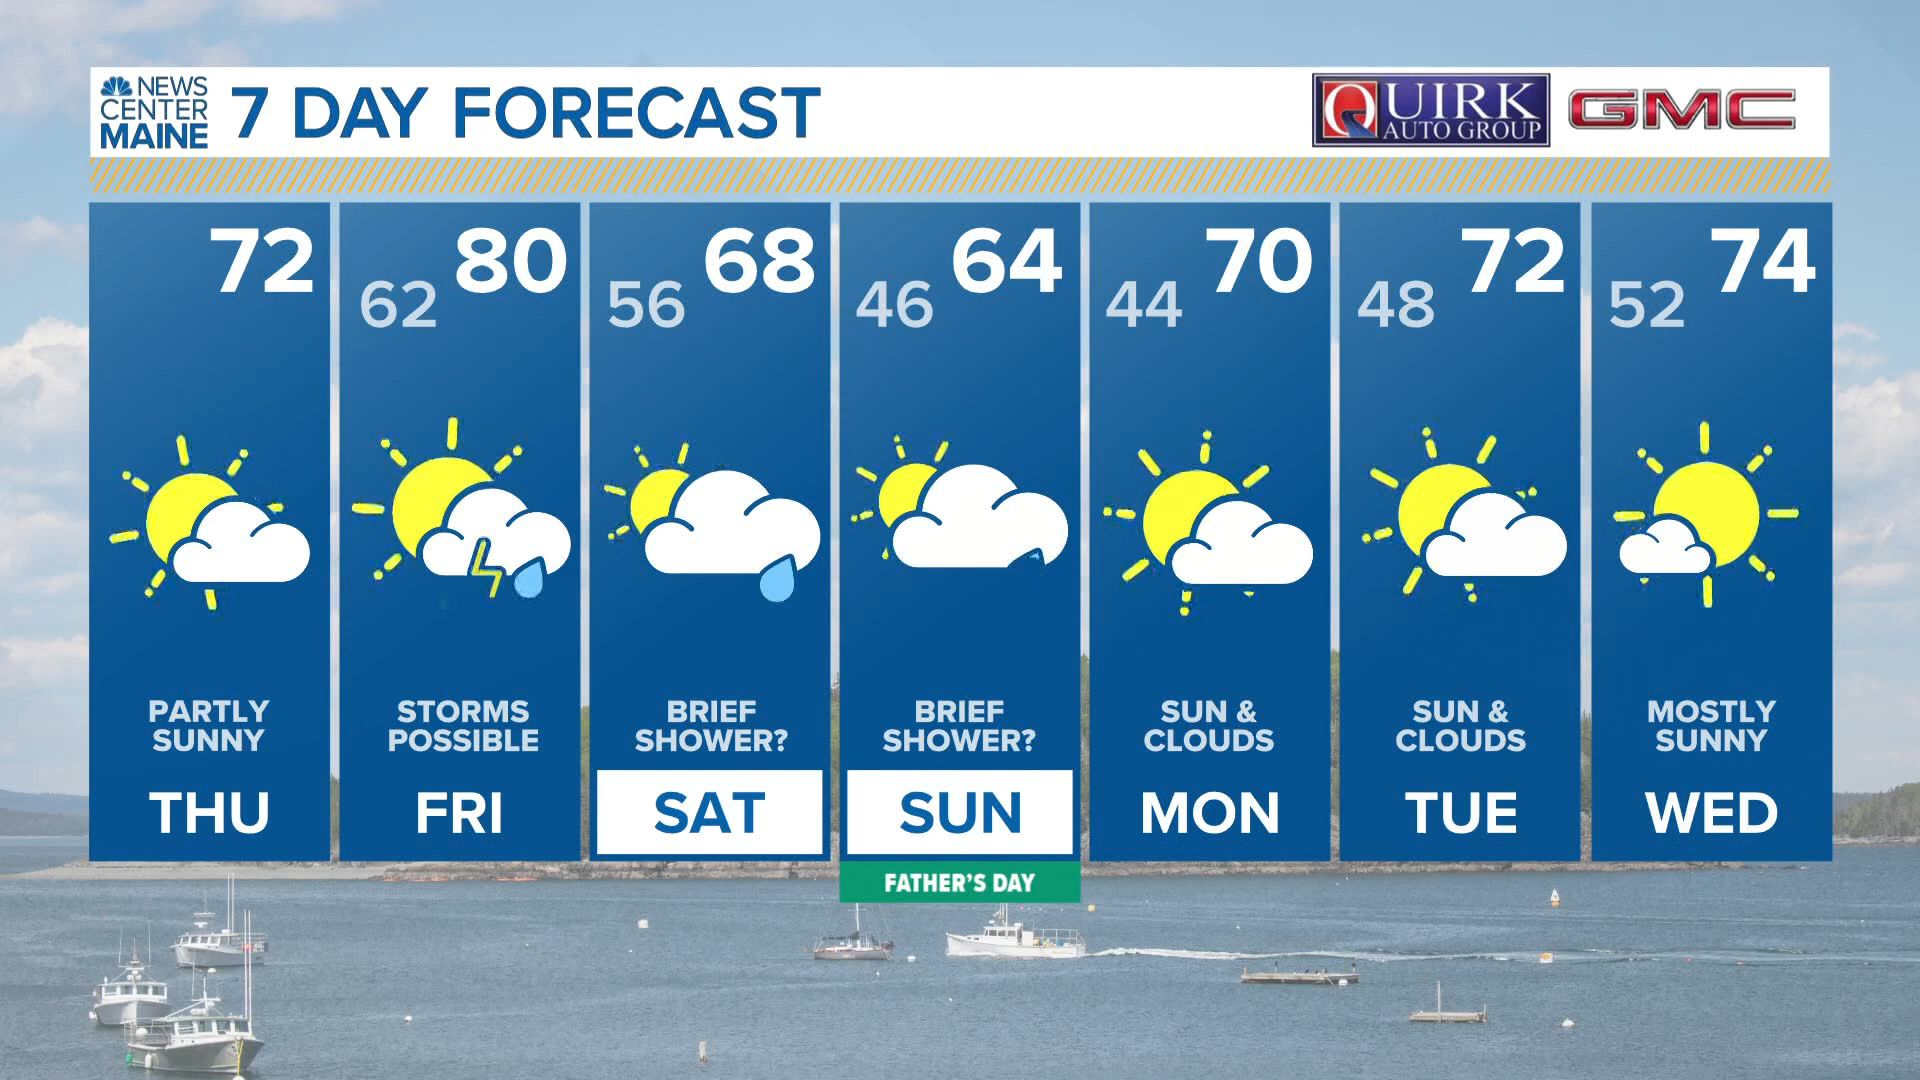 NEWS
CENTER
MAINE
7 DAY FORECAST
QUIRK
AUTO GROUP
GMC
72
62 80
56 68
46 64
44 70
48 72
52 74
PARTLY
SUNNY
THU
STORMS
POSSIBLE
FRI
BRIEF
SHOWER?
SAT
BRIEF
SHOWER?
SUN
FATHER'S DAY
SUN &
CLOUDS
MON
SUN &
CLOUDS
TUE
MOSTLY
SUNNY
WED